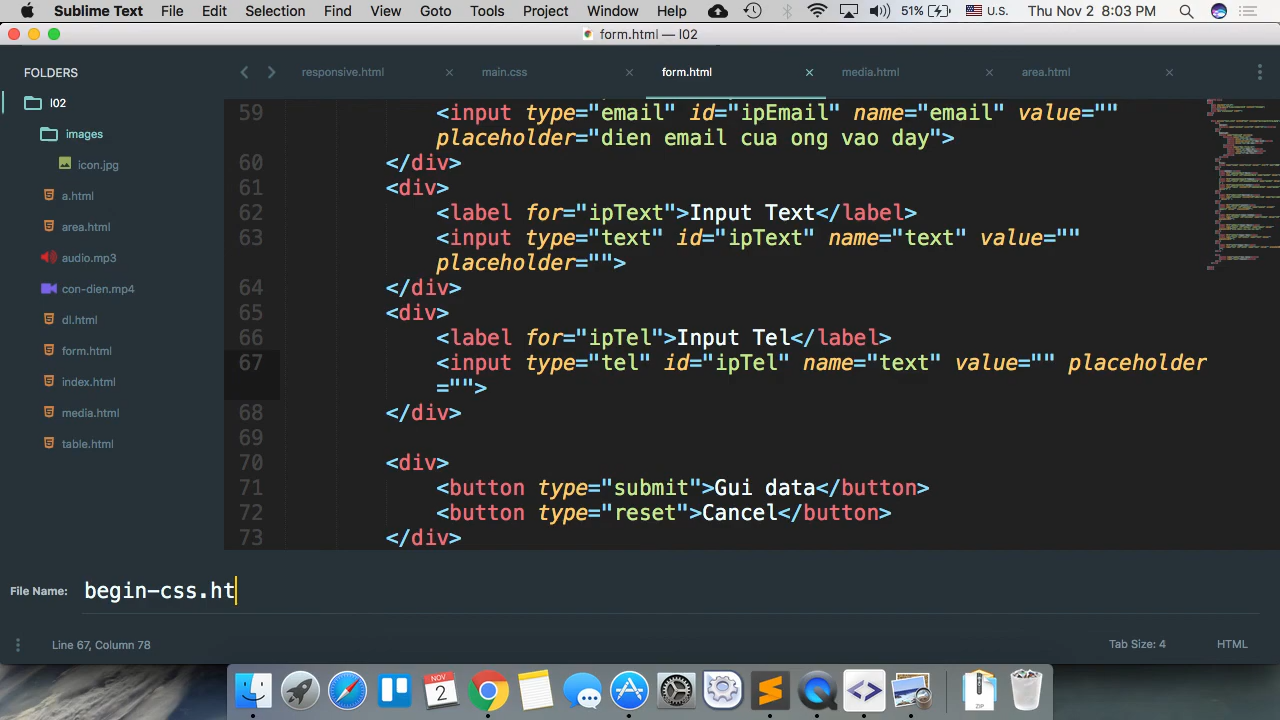 Sublime Text File Edit Selection Find View Goto Tools Project Window Help 51% U.S. Thu Nov 2 8:03 PM
form.html — l02
FOLDERS
l02
images
icon.jpg
a.html
area.html
audio.mp3
con-dien.mp4
dl.html
form.html
index.html
media.html
table.html
responsive.html main.css form.html media.html area.html
59 <input type="email" id="ipEmail" name="email" value=""
placeholder="dien email cua ong vao day">
60 </div>
61 <div>
62 <label for="ipText">Input Text</label>
63 <input type="text" id="ipText" name="text" value=""
placeholder="">
64 </div>
65 <div>
66 <label for="ipTel">Input Tel</label>
67 <input type="tel" id="ipTel" name="text" value="" placeholder
="">
68 </div>
69
70 <div>
71 <button type="submit">Gui data</button>
72 <button type="reset">Cancel</button>
73 </div>
File Name: begin-css.ht
Line 67, Column 78 Tab Size: 4 HTML
NOV
2
ZIP